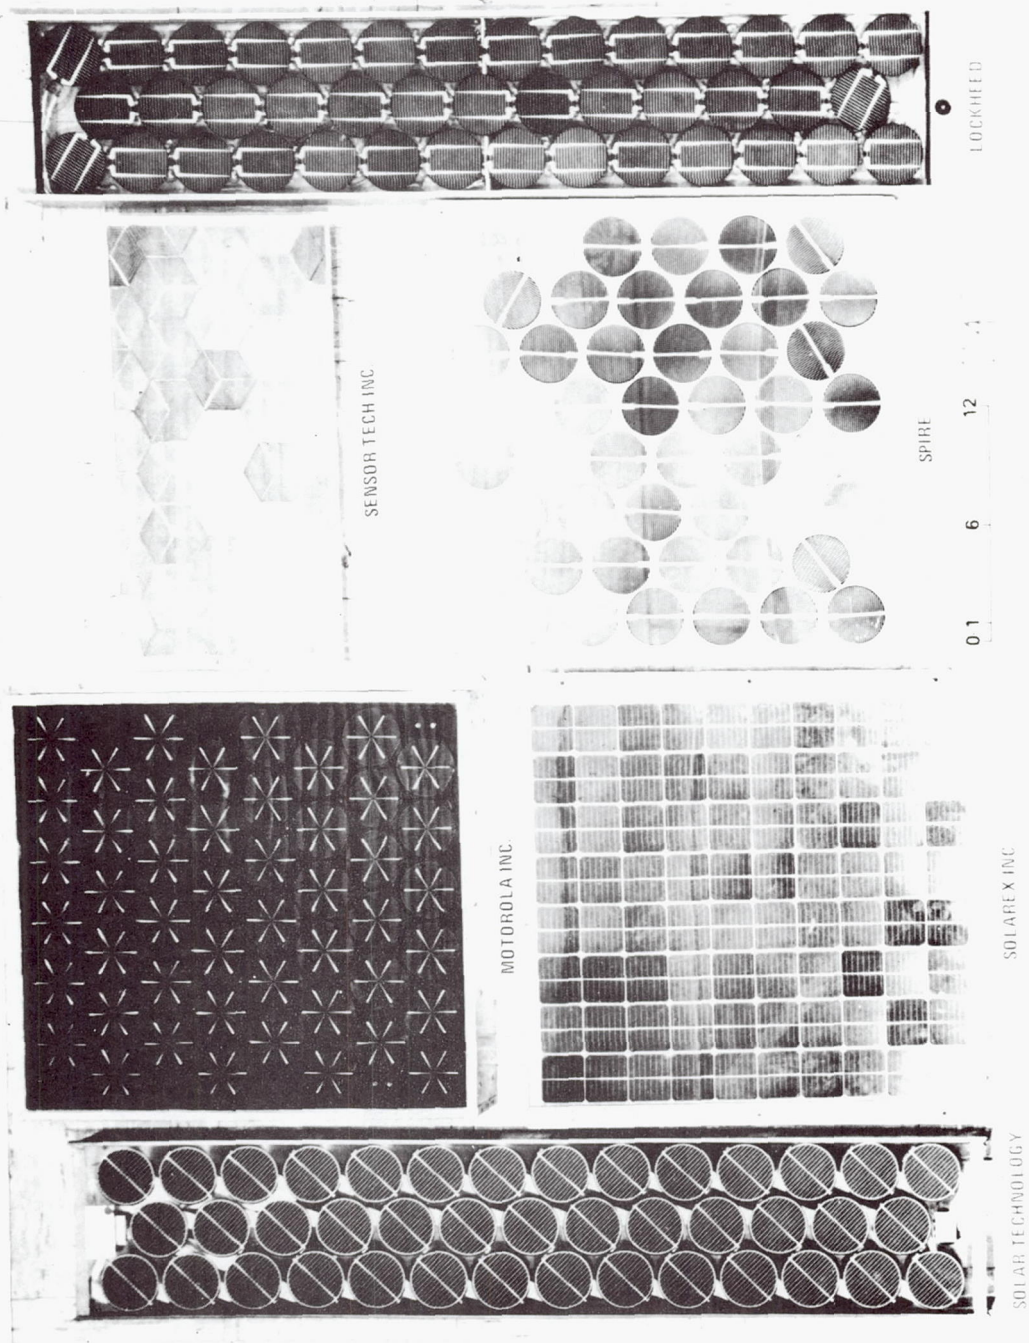 LOCKHEED
SENSOR TECH INC
SPIRE
0 1 6 12
MOTOROLA INC.
SOLAREX INC
SOLAR TECHNOLOGY